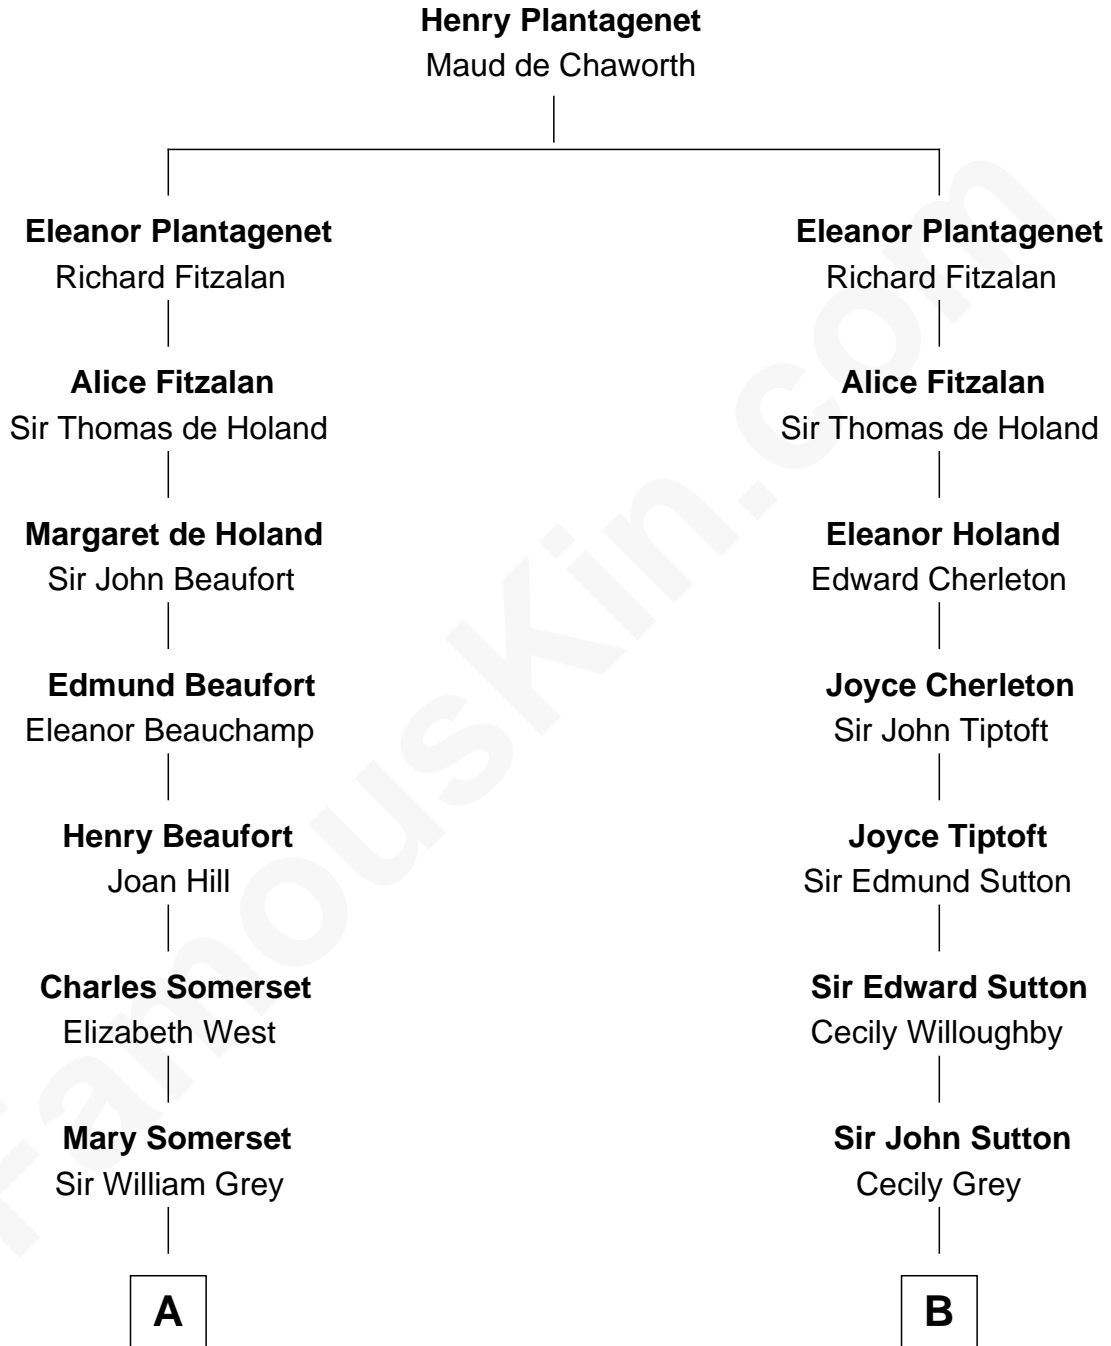 Henry Plantagenet
Maud de Chaworth
Eleanor Plantagenet
Richard Fitzalan
Alice Fitzalan
Sir Thomas de Holand
Margaret de Holand
Sir John Beaufort
Edmund Beaufort
Eleanor Beauchamp
Henry Beaufort
Joan Hill
Charles Somerset
Elizabeth West
Mary Somerset
Sir William Grey
A
Eleanor Plantagenet
Richard Fitzalan
Alice Fitzalan
Sir Thomas de Holand
Eleanor Holand
Edward Cherleton
Joyce Cherleton
Sir John Tiptoft
Joyce Tiptoft
Sir Edmund Sutton
Sir Edward Sutton
Cecily Willoughby
Sir John Sutton
Cecily Grey
B
FamousKin.com